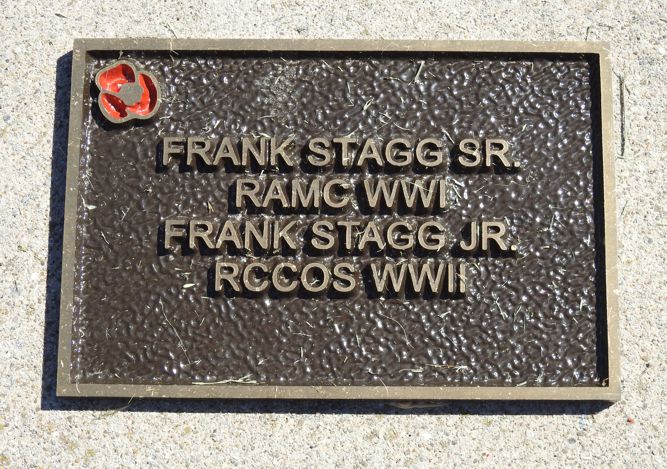 FRANK STAGG SR.
RAMC WWI
FRANK STAGG JR.
RCCOS WWII